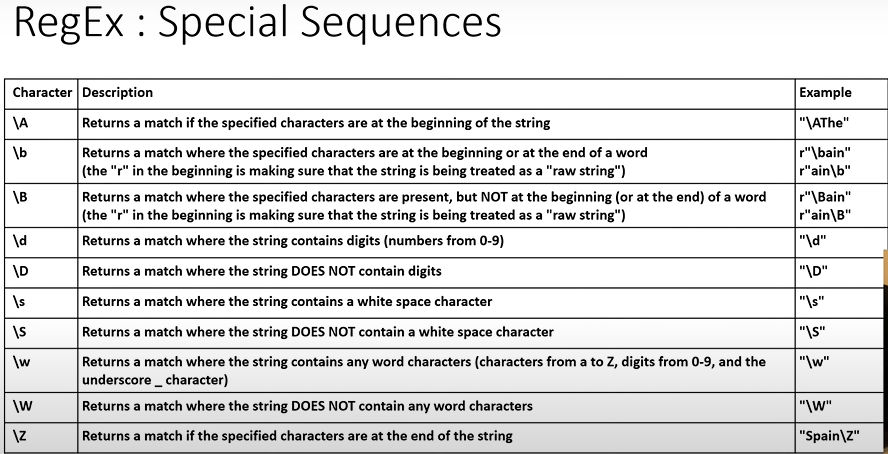 RegEx : Special Sequences
Character Description Example
\A Returns a match if the specified characters are at the beginning of the string "\AThe"
\b Returns a match where the specified characters are at the beginning or at the end of a word r"\bain"
(the "r" in the beginning is making sure that the string is being treated as a "raw string") r"ain\b"
\B Returns a match where the specified characters are present, but NOT at the beginning (or at the end) of a word r"\Bain"
(the "r" in the beginning is making sure that the string is being treated as a "raw string") r"ain\B"
\d Returns a match where the string contains digits (numbers from 0-9) "\d"
\D Returns a match where the string DOES NOT contain digits "\D"
\s Returns a match where the string contains a white space character "\s"
\S Returns a match where the string DOES NOT contain a white space character "\S"
\w Returns a match where the string contains any word characters (characters from a to Z, digits from 0-9, and the "\w"
underscore _ character)
\W Returns a match where the string DOES NOT contain any word characters "\W"
\Z Returns a match if the specified characters are at the end of the string "Spain\Z"